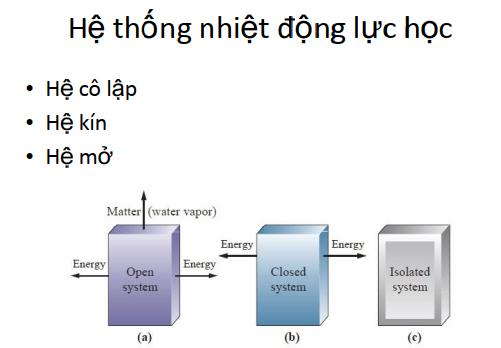 Hệ thống nhiệt động lực học
• Hệ cô lập
• Hệ kín
• Hệ mở
Matter (water vapor)
Energy Energy
Open
system
(a)
Energy Energy
Closed
system
(b)
Isolated
system
(c)